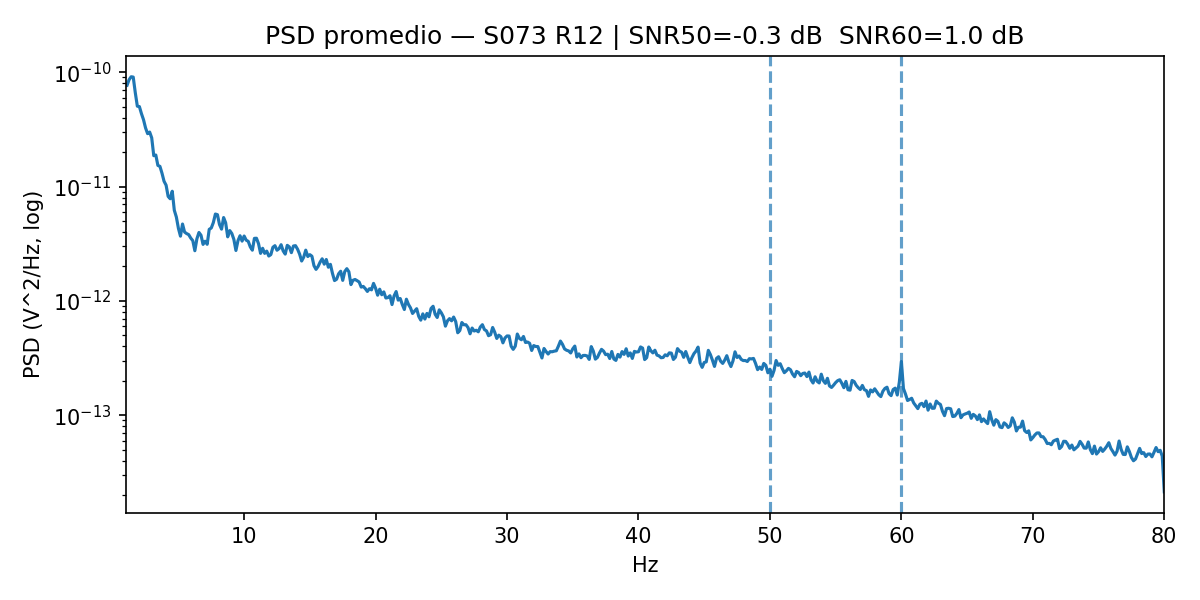 PSD promedio — S073 R12 | SNR50=-0.3 dB  SNR60=1.0 dB
PSD (V^2/Hz, log)
10⁻¹⁰
10⁻¹¹
10⁻¹²
10⁻¹³
10 20 30 40 50 60 70 80
Hz